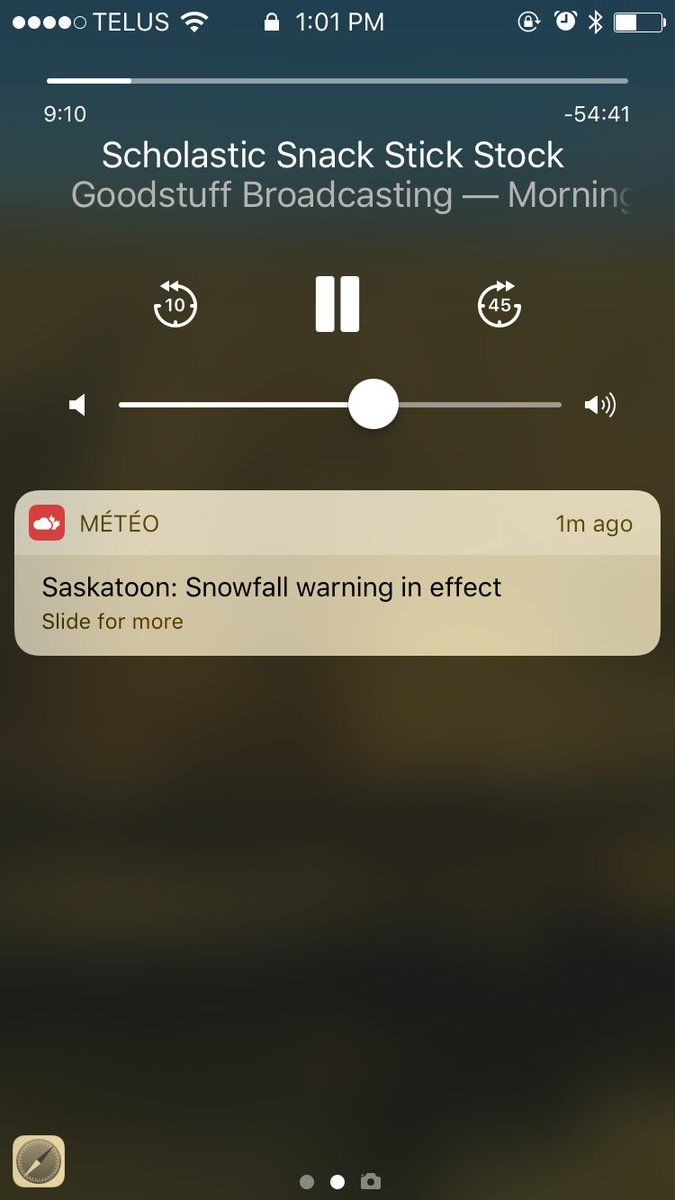 TELUS 1:01 PM
9:10 -54:41
Scholastic Snack Stick Stock
Goodstuff Broadcasting — Morning
10 45
MÉTÉO 1m ago
Saskatoon: Snowfall warning in effect
Slide for more